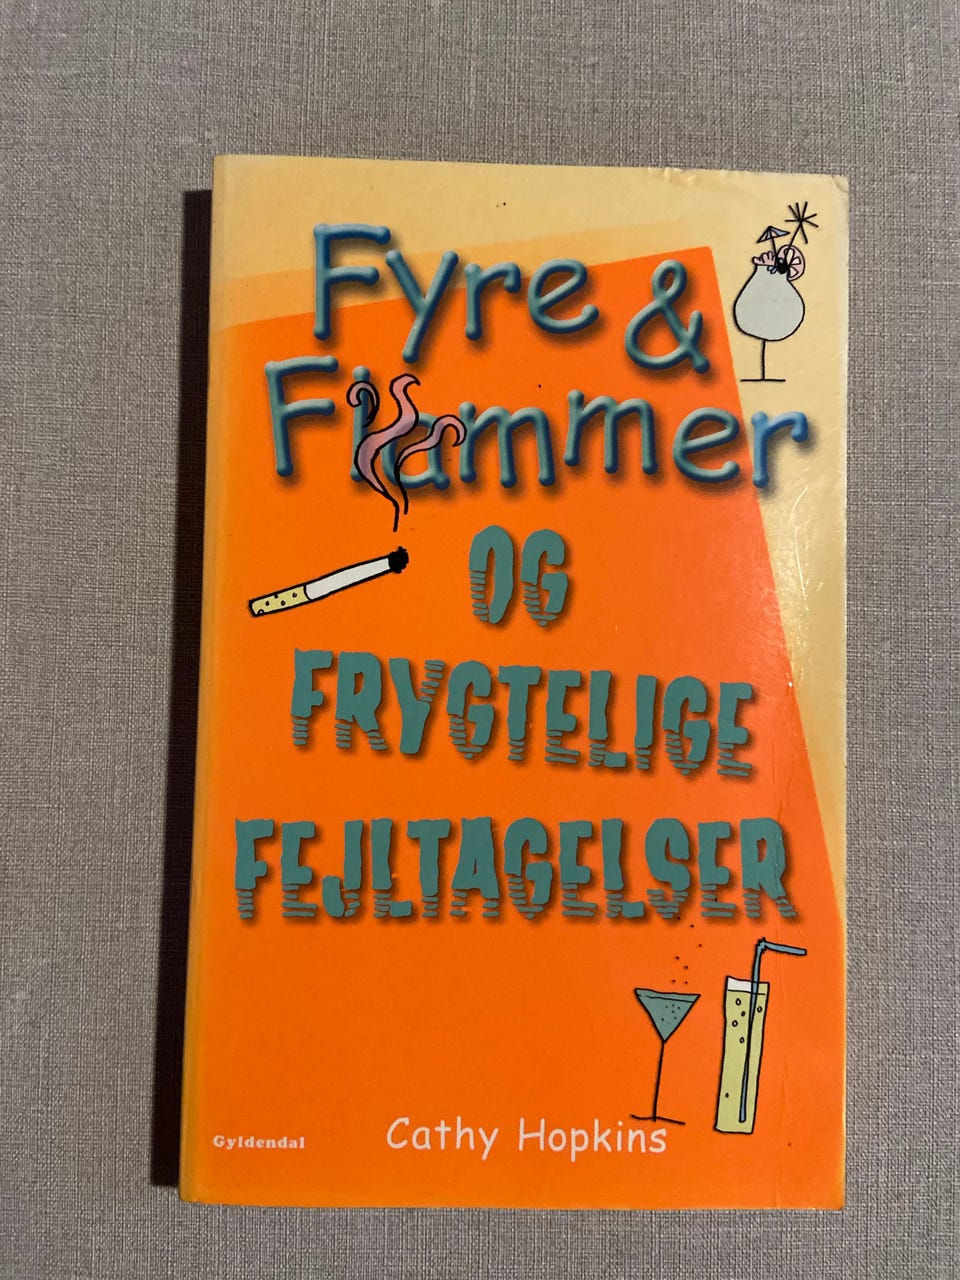 Fyre &
Flammer
OG
FRYGTELIGE
FEJLTAGELSER
Gyldendal
Cathy Hopkins